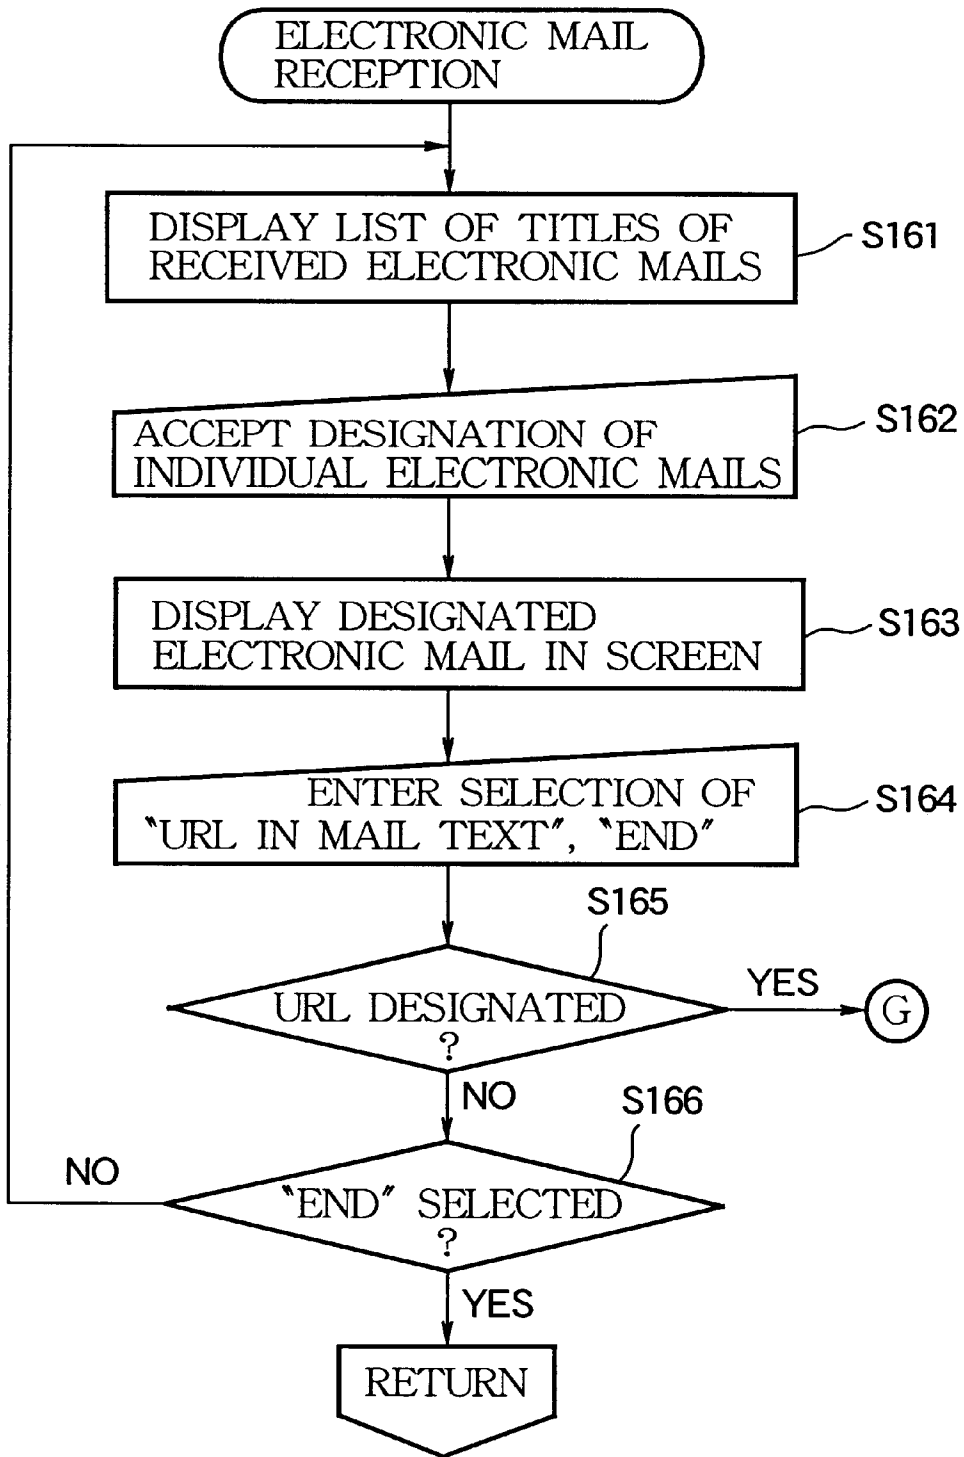 ELECTRONIC MAIL
RECEPTION
DISPLAY LIST OF TITLES OF
RECEIVED ELECTRONIC MAILS
S161
ACCEPT DESIGNATION OF
INDIVIDUAL ELECTRONIC MAILS
S162
DISPLAY DESIGNATED
ELECTRONIC MAIL IN SCREEN
S163
ENTER SELECTION OF
"URL IN MAIL TEXT", "END"
S164
S165
URL DESIGNATED
?
YES
G
NO
S166
"END" SELECTED
?
NO
YES
RETURN